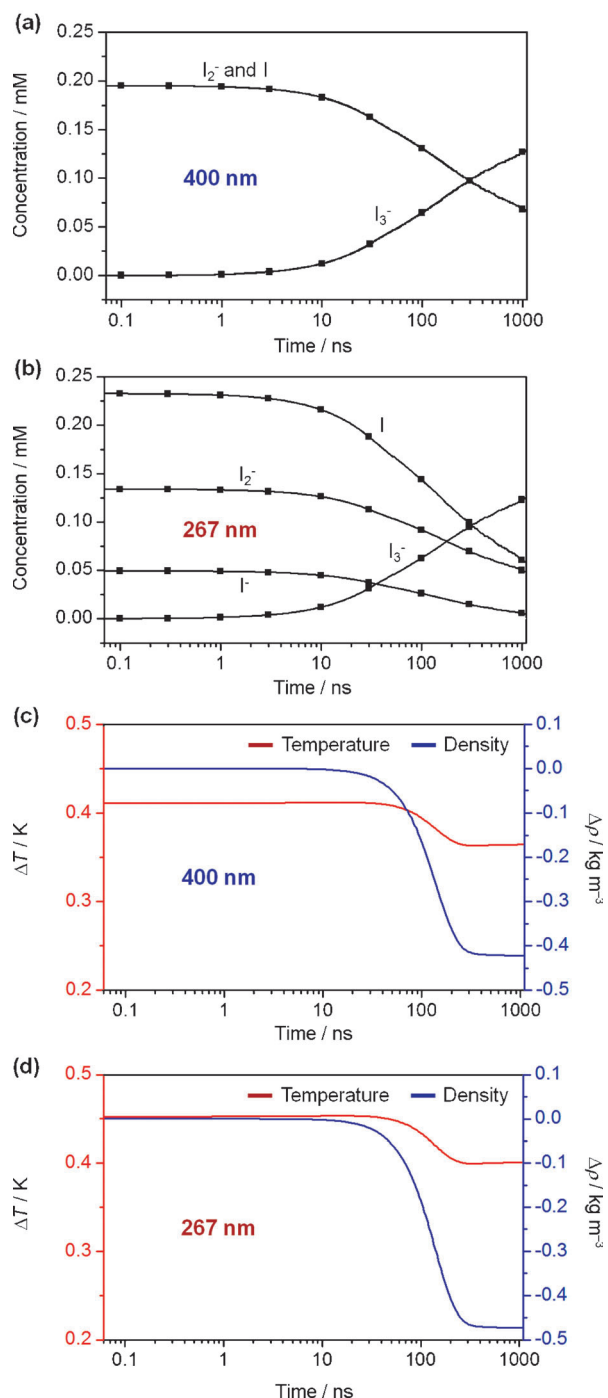 (a)
0.25
0.20
0.15
0.10
0.05
0.00
Concentration / mM
I₂⁻ and I
400 nm
I₃⁻
0.1 1 10 100 1000
Time / ns
(b)
0.25
0.20
0.15
0.10
0.05
0.00
Concentration / mM
I
I₂⁻
267 nm
I₃⁻
I⁻
0.1 1 10 100 1000
Time / ns
(c)
0.5
0.4
0.3
0.2
ΔT / K
Temperature Density
400 nm
0.1
0.0
-0.1
-0.2
-0.3
-0.4
-0.5
Δρ / kg m⁻³
0.1 1 10 100 1000
Time / ns
(d)
0.5
0.4
0.3
0.2
ΔT / K
Temperature Density
267 nm
0.1
0.0
-0.1
-0.2
-0.3
-0.4
-0.5
Δρ / kg m⁻³
0.1 1 10 100 1000
Time / ns